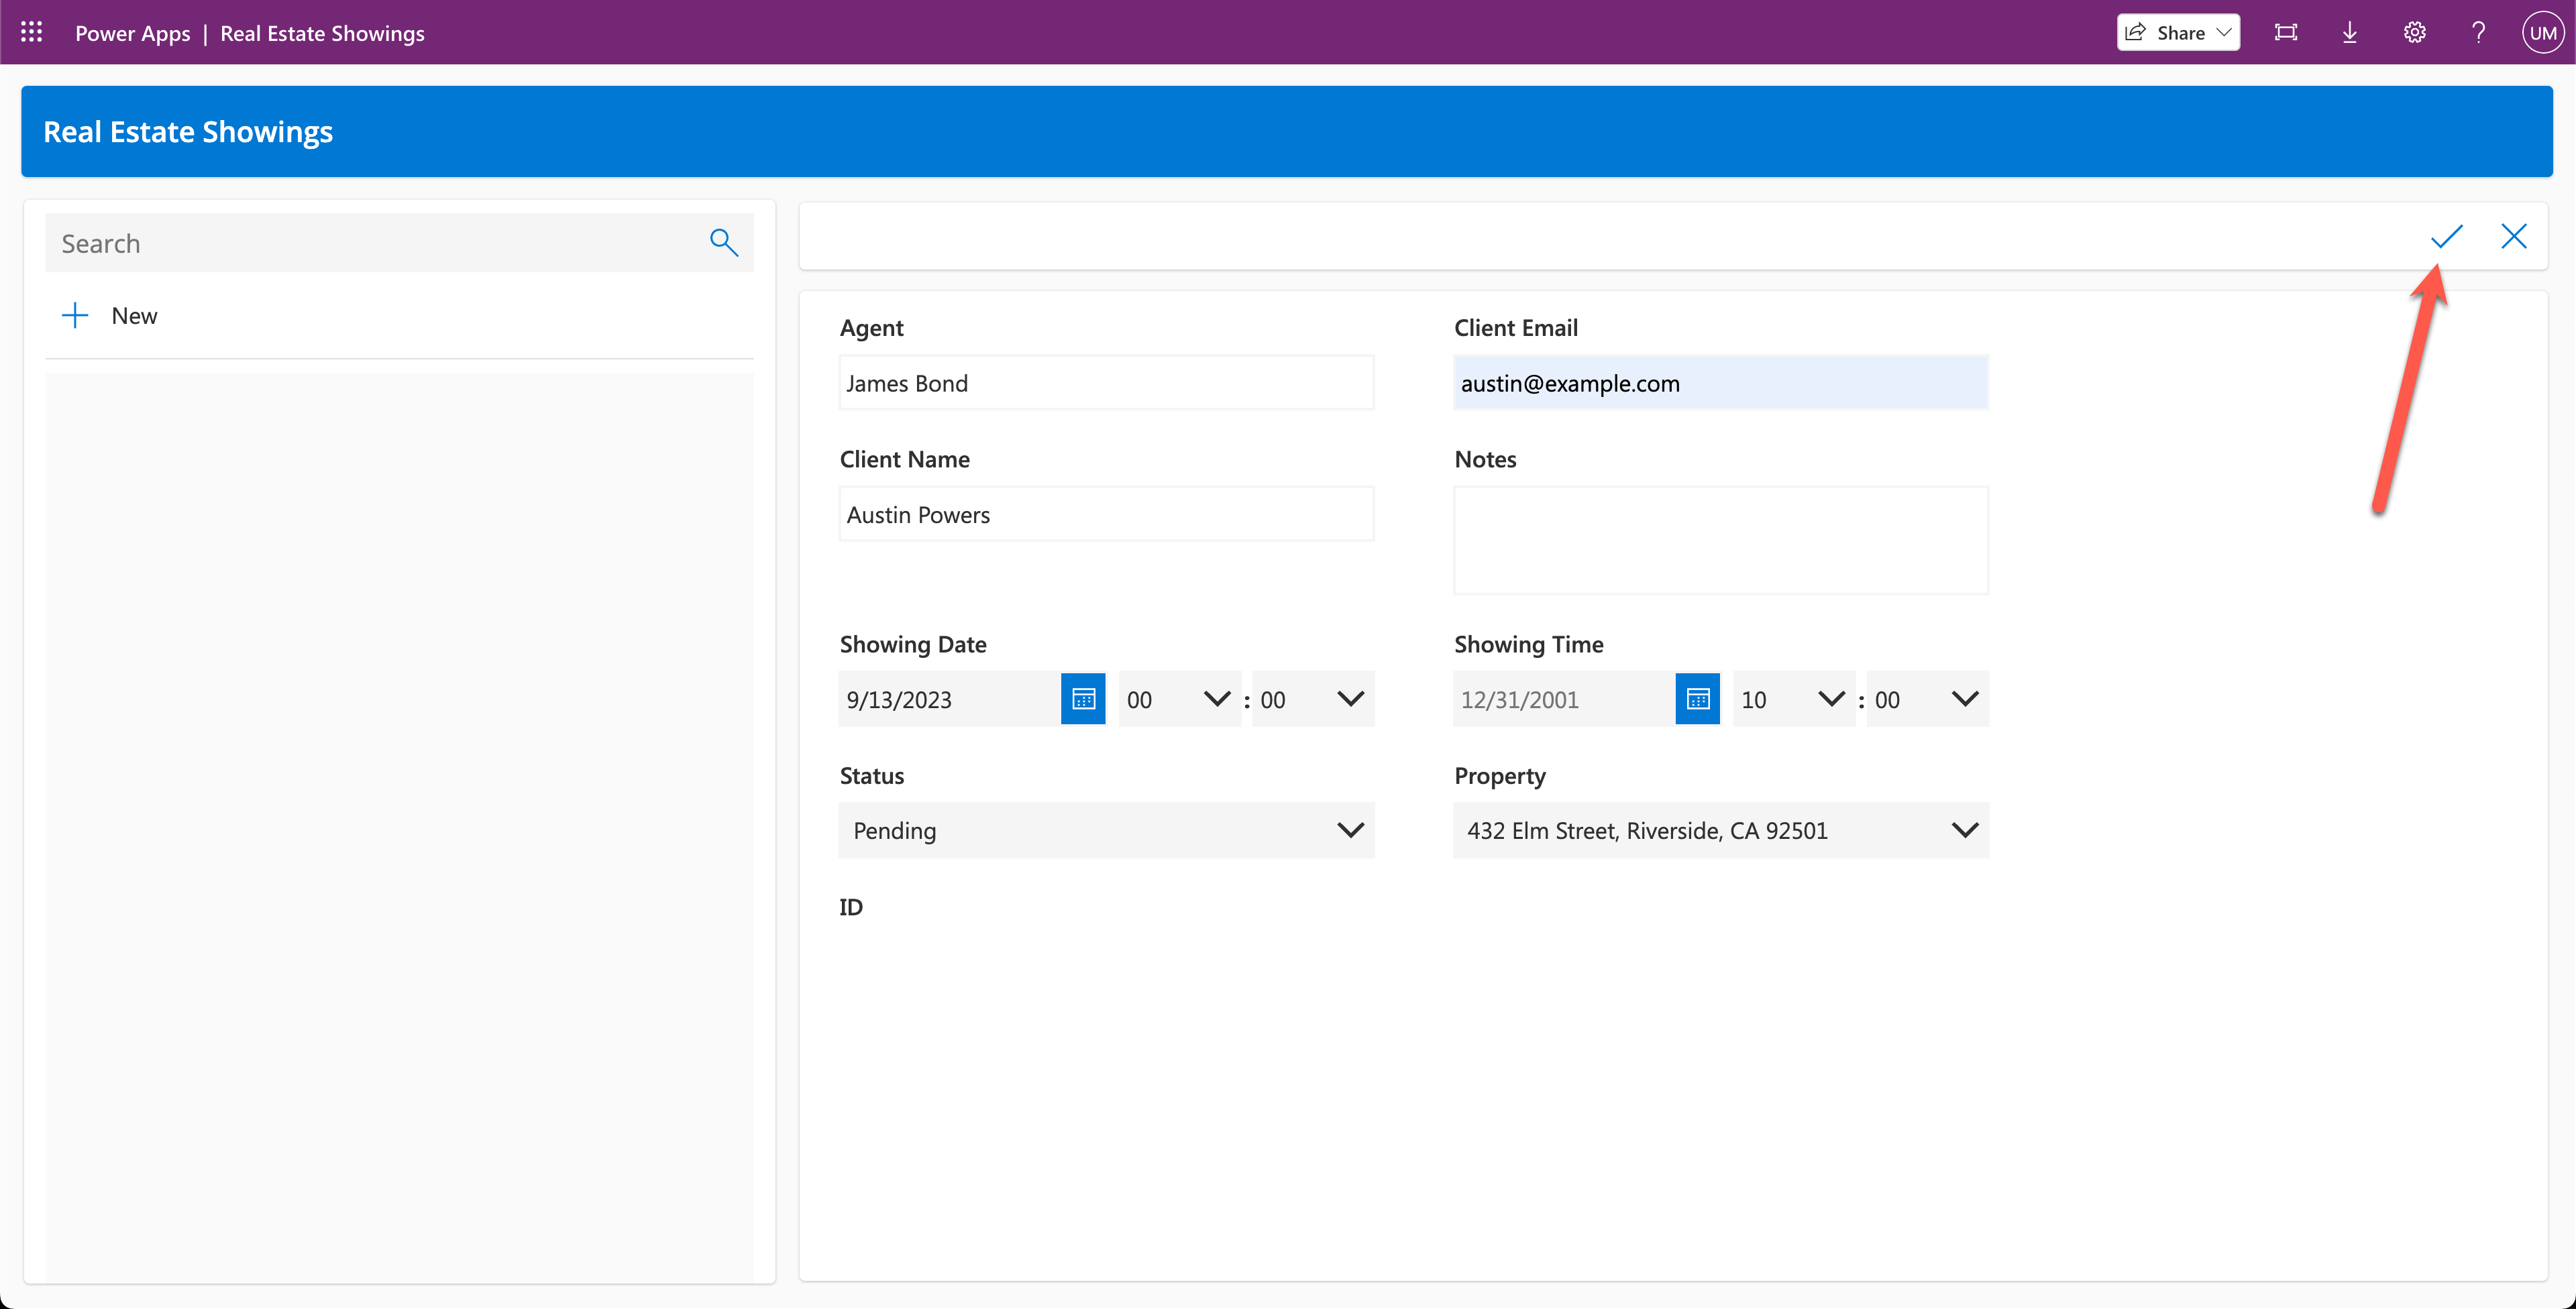 Power Apps | Real Estate Showings
Share
?
UM
Real Estate Showings
Search
New
Agent
James Bond
Client Email
austin@example.com
Client Name
Austin Powers
Notes
Showing Date
9/13/2023
00 : 00
Showing Time
12/31/2001
10 : 00
Status
Pending
Property
432 Elm Street, Riverside, CA 92501
ID